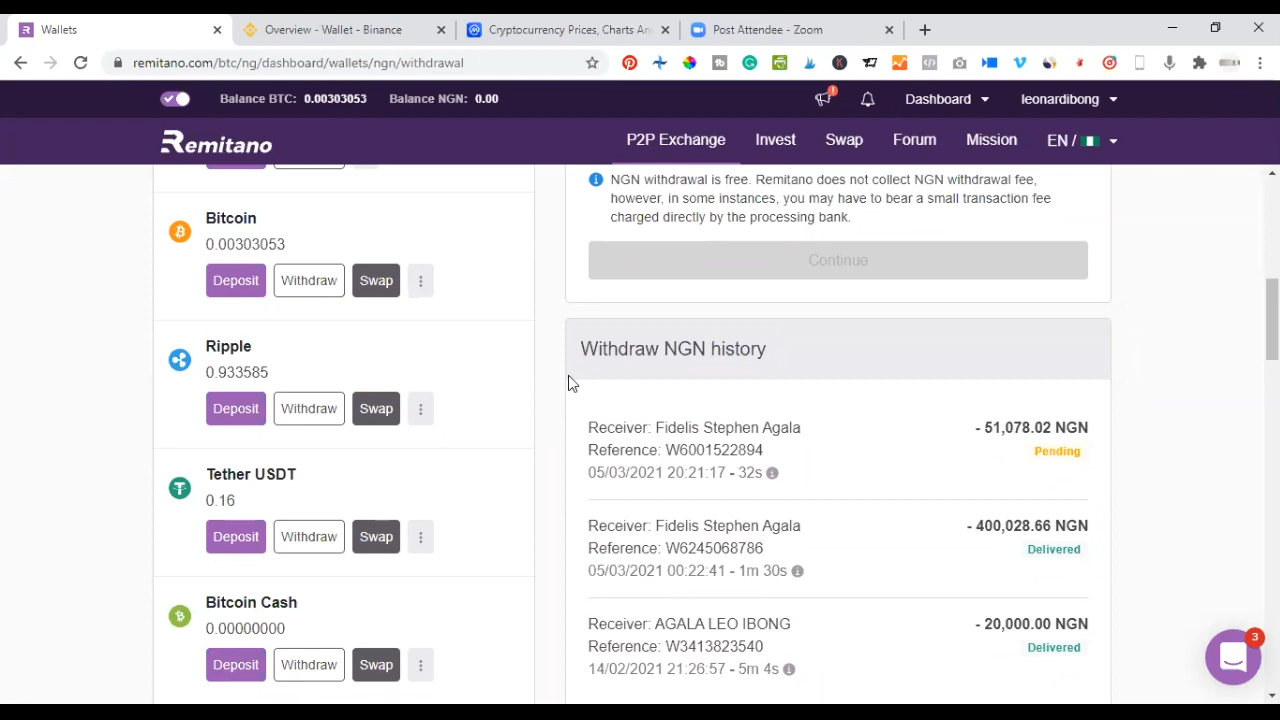 Wallets
Overview - Wallet - Binance
Cryptocurrency Prices, Charts An
Post Attendee - Zoom
remitano.com/btc/ng/dashboard/wallets/ngn/withdrawal
Balance BTC: 0.00303053
Balance NGN: 0.00
Dashboard
leonardibong
Remitano
P2P Exchange
Invest
Swap
Forum
Mission
EN /
Bitcoin
0.00303053
Deposit
Withdraw
Swap
Ripple
0.933585
Deposit
Withdraw
Swap
Tether USDT
0.16
Deposit
Withdraw
Swap
Bitcoin Cash
0.00000000
Deposit
Withdraw
Swap
NGN withdrawal is free. Remitano does not collect NGN withdrawal fee,
however, in some instances, you may have to bear a small transaction fee
charged directly by the processing bank.
Continue
Withdraw NGN history
Receiver: Fidelis Stephen Agala
- 51,078.02 NGN
Reference: W6001522894
Pending
05/03/2021 20:21:17 - 32s
Receiver: Fidelis Stephen Agala
- 400,028.66 NGN
Reference: W6245068786
Delivered
05/03/2021 00:22:41 - 1m 30s
Receiver: AGALA LEO IBONG
- 20,000.00 NGN
Reference: W3413823540
Delivered
14/02/2021 21:26:57 - 5m 4s
3